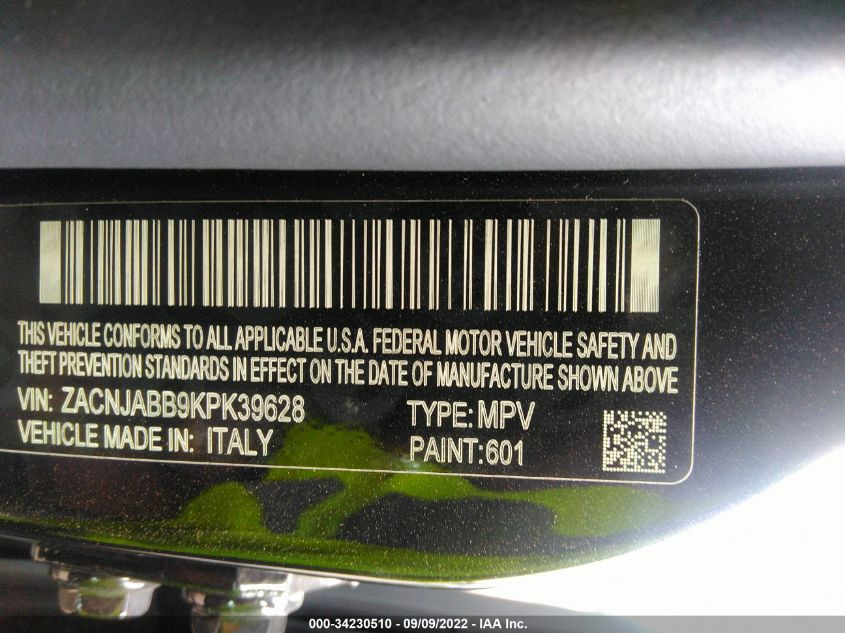 THIS VEHICLE CONFORMS TO ALL APPLICABLE U.S.A. FEDERAL MOTOR VEHICLE SAFETY AND
THEFT PREVENTION STANDARDS IN EFFECT ON THE DATE OF MANUFACTURE SHOWN ABOVE
VIN: ZACNJABB9KPK39628 TYPE: MPV
VEHICLE MADE IN: ITALY PAINT:601
000-34230510 - 09/09/2022 - IAA Inc.